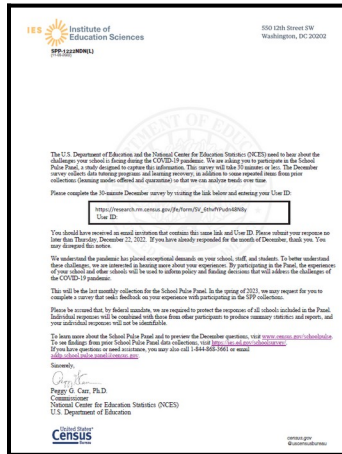 IES Institute of
Education Sciences
550 12th Street SW
Washington, DC 20202
SPP-1222NDN(L)
The U.S. Department of Education and the National Center for Education Statistics (NCES) need to hear about the
challenges your school is facing during the COVID-19 pandemic. We are asking you to participate in the School
Pulse Panel, a study designed to capture this information. This survey will take 30 minutes or less. The December
survey collects data tutoring programs and learning recovery, in addition to some repeated items from prior
collections (learning modes offered and quarantine) so that we can analyze trends over time.
Please complete the 30-minute December survey by visiting the link below and entering your User ID:
User ID:
You should have received an email invitation that contains this same link and User ID. Please submit your response no
later than Thursday, December 22, 2022. If you have already responded for the month of December, thank you. You
may disregard this notice.
We understand the pandemic has placed exceptional demands on your school, staff, and students. To better understand
these challenges, we are interested in hearing more about your experiences. By participating in the Panel, the experiences
of your school and other schools will be used to inform policy and funding decisions that will address the challenges of
the COVID-19 pandemic.
This will be the last monthly collection for the School Pulse Panel. In the spring of 2023, we may request for you to
complete a survey that seeks feedback on your experience with participating in the SPP collections.
Please be assured that, by federal mandate, we are required to protect the responses of all schools included in the Panel.
Individual responses will be combined with those from other participants to produce summary statistics and reports, and
your individual responses will not be identifiable.
To learn more about the School Pulse Panel and to preview the December questions, visit www.census.gov/schoolpulse.
To see findings from prior School Pulse Panel data collections, visit https://ies.ed.gov/schoolsurvey/.
If you have questions or need assistance, you may also call 1-844-868-3661 or email
addp.school.pulse.panel@census.gov.
Sincerely,
Peggy G. Carr, Ph.D.
Commissioner
National Center for Education Statistics (NCES)
U.S. Department of Education
United States®
Census
Bureau
census.gov
@uscensusbureau